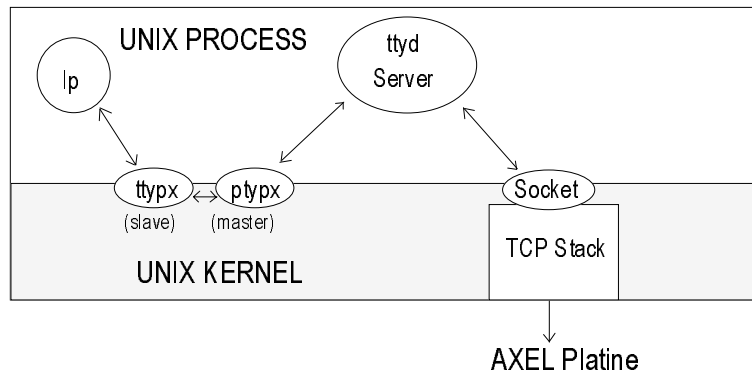 UNIX PROCESS
ttyd
Server
lp
ttypx
ptypx
Socket
(slave)
(master)
TCP Stack
UNIX KERNEL
AXEL Platine